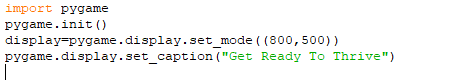 import pygame
pygame.init()
display=pygame.display.set_mode((800,500))
pygame.display.set_caption("Get Ready To Thrive")